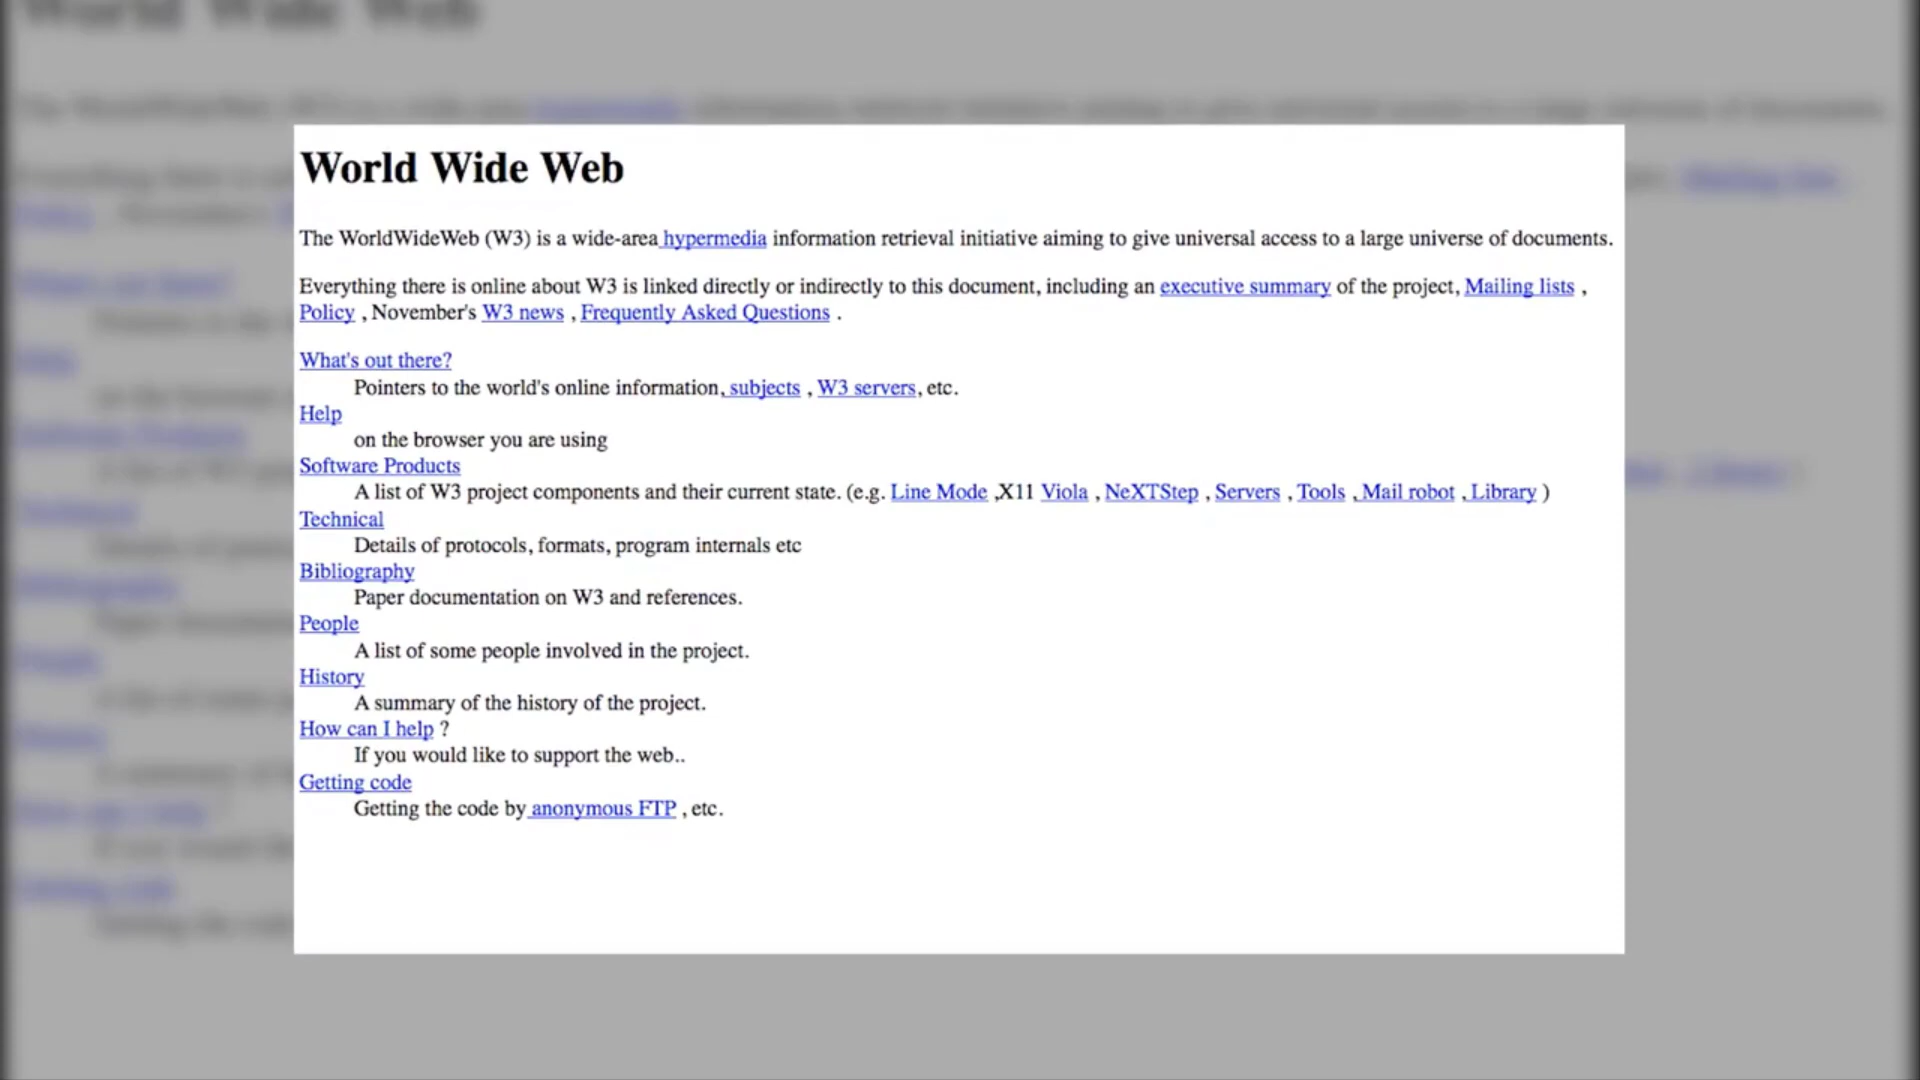 World Wide Web
The WorldWideWeb (W3) is a wide-area hypermedia information retrieval initiative aiming to give universal access to a large universe of documents.
Everything there is online about W3 is linked directly or indirectly to this document, including an executive summary of the project, Mailing lists ,
Policy , November's W3 news , Frequently Asked Questions .
What's out there?
Pointers to the world's online information, subjects , W3 servers, etc.
Help
on the browser you are using
Software Products
A list of W3 project components and their current state. (e.g. Line Mode ,X11 Viola , NeXTStep , Servers , Tools , Mail robot , Library )
Technical
Details of protocols, formats, program internals etc
Bibliography
Paper documentation on W3 and references.
People
A list of some people involved in the project.
History
A summary of the history of the project.
How can I help ?
If you would like to support the web..
Getting code
Getting the code by anonymous FTP , etc.